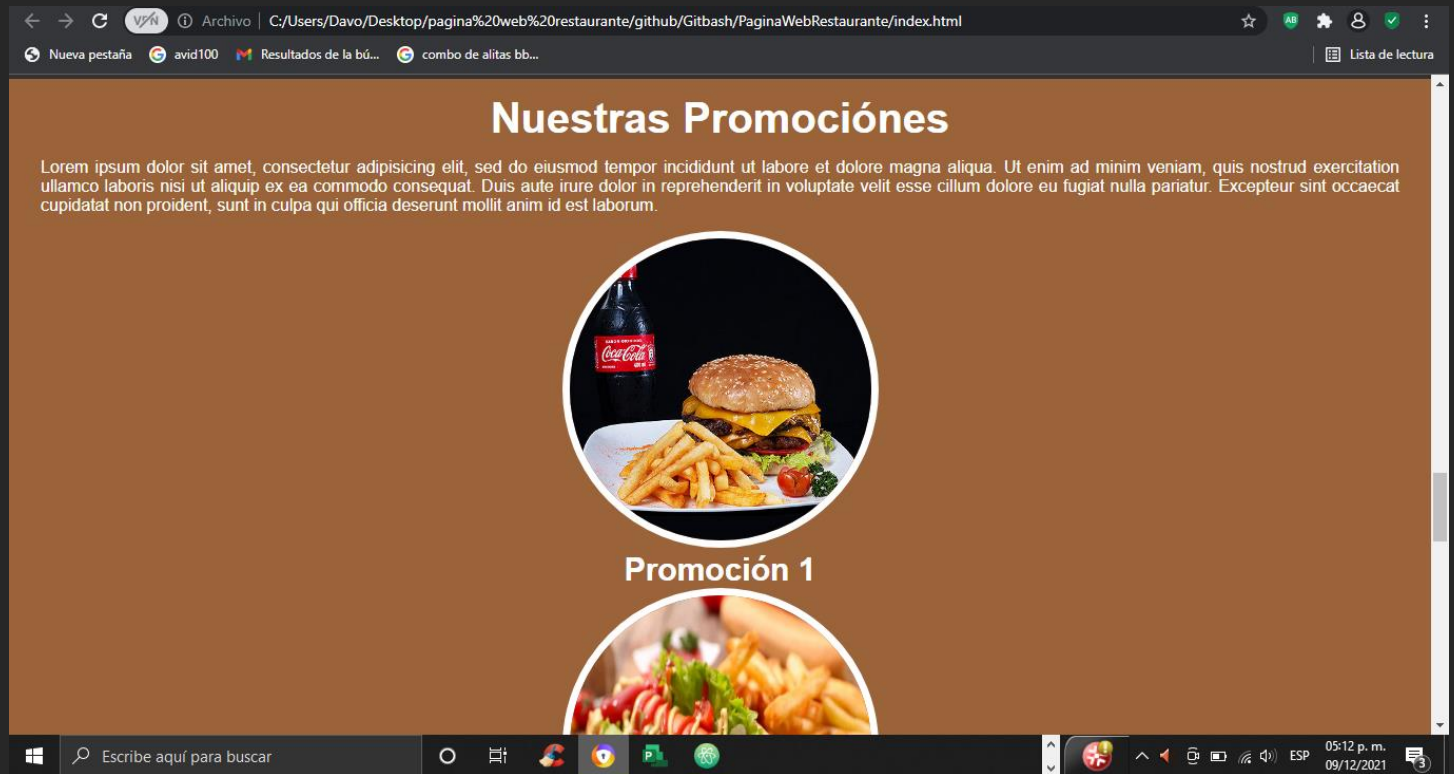 VPN
Archivo
C:/Users/Davo/Desktop/pagina%20web%20restaurante/github/Gitbash/PaginaWebRestaurante/index.html
AB
Nueva pestaña
avid100
Resultados de la bú...
combo de alitas bb...
Lista de lectura
Nuestras Promociónes
Lorem ipsum dolor sit amet, consectetur adipisicing elit, sed do eiusmod tempor incididunt ut labore et dolore magna aliqua. Ut enim ad minim veniam, quis nostrud exercitation
ullamco laboris nisi ut aliquip ex ea commodo consequat. Duis aute irure dolor in reprehenderit in voluptate velit esse cillum dolore eu fugiat nulla pariatur. Excepteur sint occaecat
cupidatat non proident, sunt in culpa qui officia deserunt mollit anim id est laborum.
Coca-Cola
Promoción 1
Escribe aquí para buscar
P
ESP
05:12 p. m.
09/12/2021
3